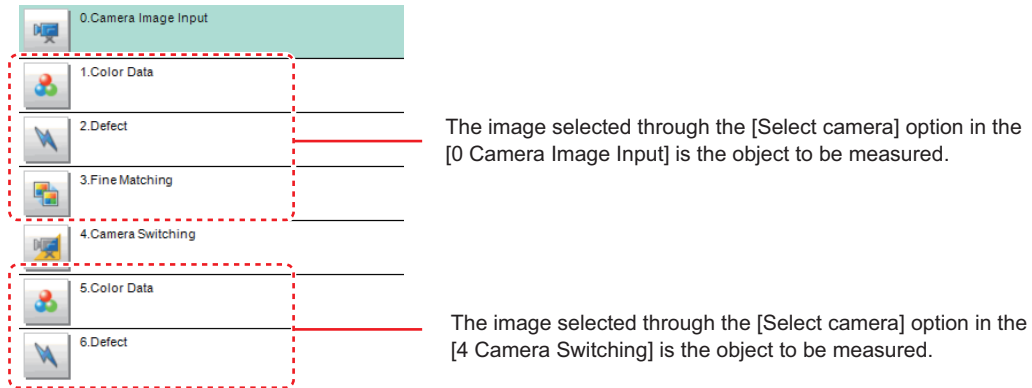 0.Camera Image Input
1.Color Data
2.Defect
The image selected through the [Select camera] option in the
[0 Camera Image Input] is the object to be measured.
3.Fine Matching
4.Camera Switching
5.Color Data
6.Defect
The image selected through the [Select camera] option in the
[4 Camera Switching] is the object to be measured.